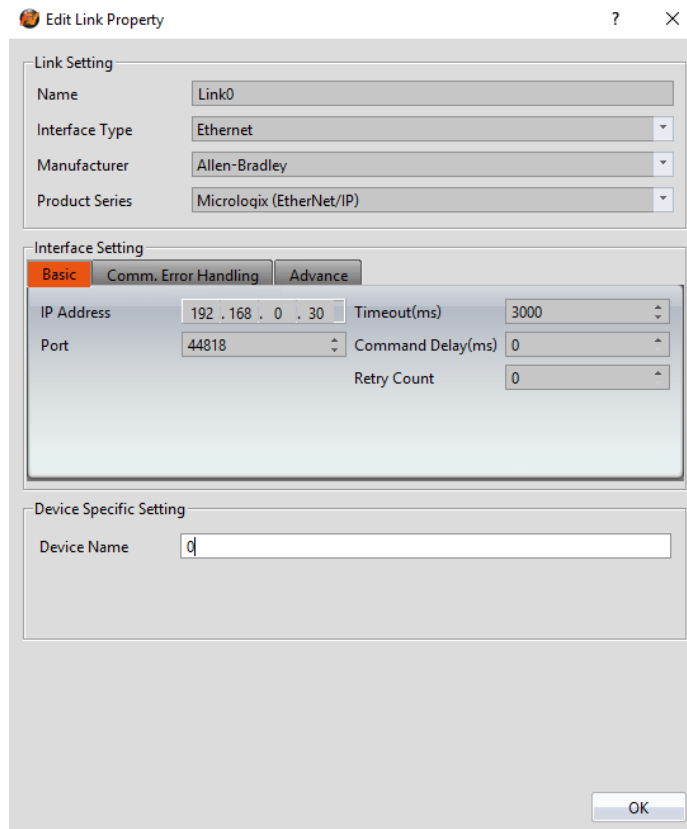 Edit Link Property ?
Link Setting
Name Link0
Interface Type Ethernet
Manufacturer Allen-Bradley
Product Series Micrologix (EtherNet/IP)
Interface Setting
Basic Comm. Error Handling Advance
IP Address 192 . 168 . 0 . 30 Timeout(ms) 3000
Port 44818 Command Delay(ms) 0
Retry Count 0
Device Specific Setting
Device Name 0
OK